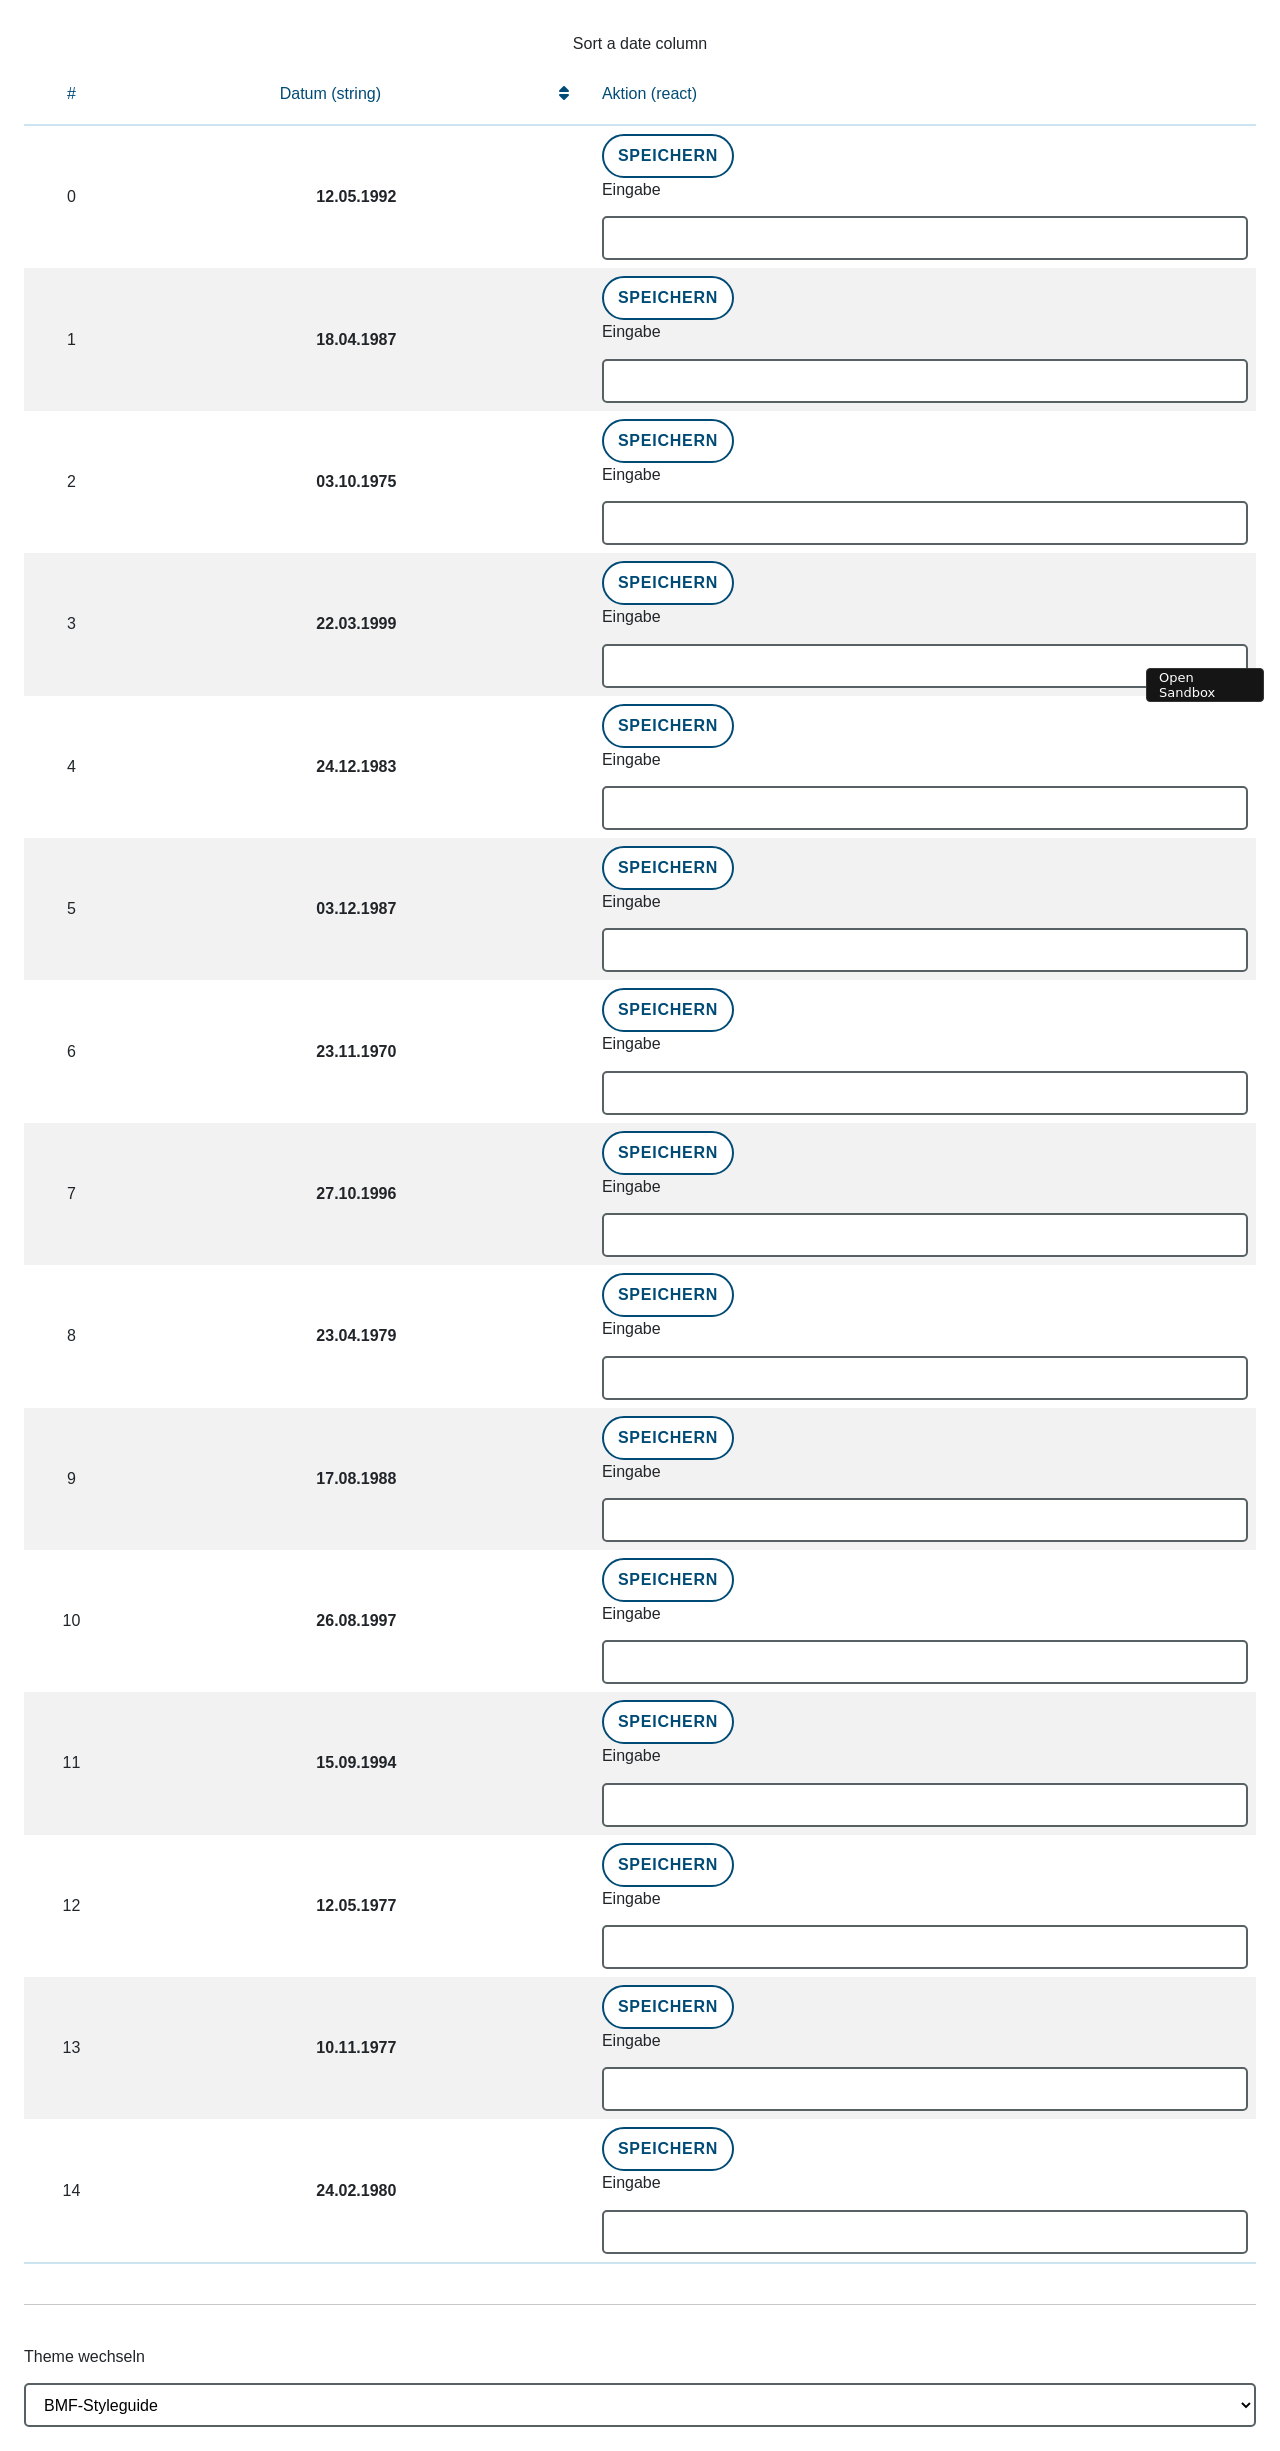 Sort a date column
# Datum (string) Aktion (react)
SPEICHERN
0 12.05.1992 Eingabe
SPEICHERN
1 18.04.1987 Eingabe
SPEICHERN
2 03.10.1975 Eingabe
SPEICHERN
3 22.03.1999 Eingabe
Open
Sandbox
SPEICHERN
4 24.12.1983 Eingabe
SPEICHERN
5 03.12.1987 Eingabe
SPEICHERN
6 23.11.1970 Eingabe
SPEICHERN
7 27.10.1996 Eingabe
SPEICHERN
8 23.04.1979 Eingabe
SPEICHERN
9 17.08.1988 Eingabe
SPEICHERN
10 26.08.1997 Eingabe
SPEICHERN
11 15.09.1994 Eingabe
SPEICHERN
12 12.05.1977 Eingabe
SPEICHERN
13 10.11.1977 Eingabe
SPEICHERN
14 24.02.1980 Eingabe
Theme wechseln
BMF-Styleguide